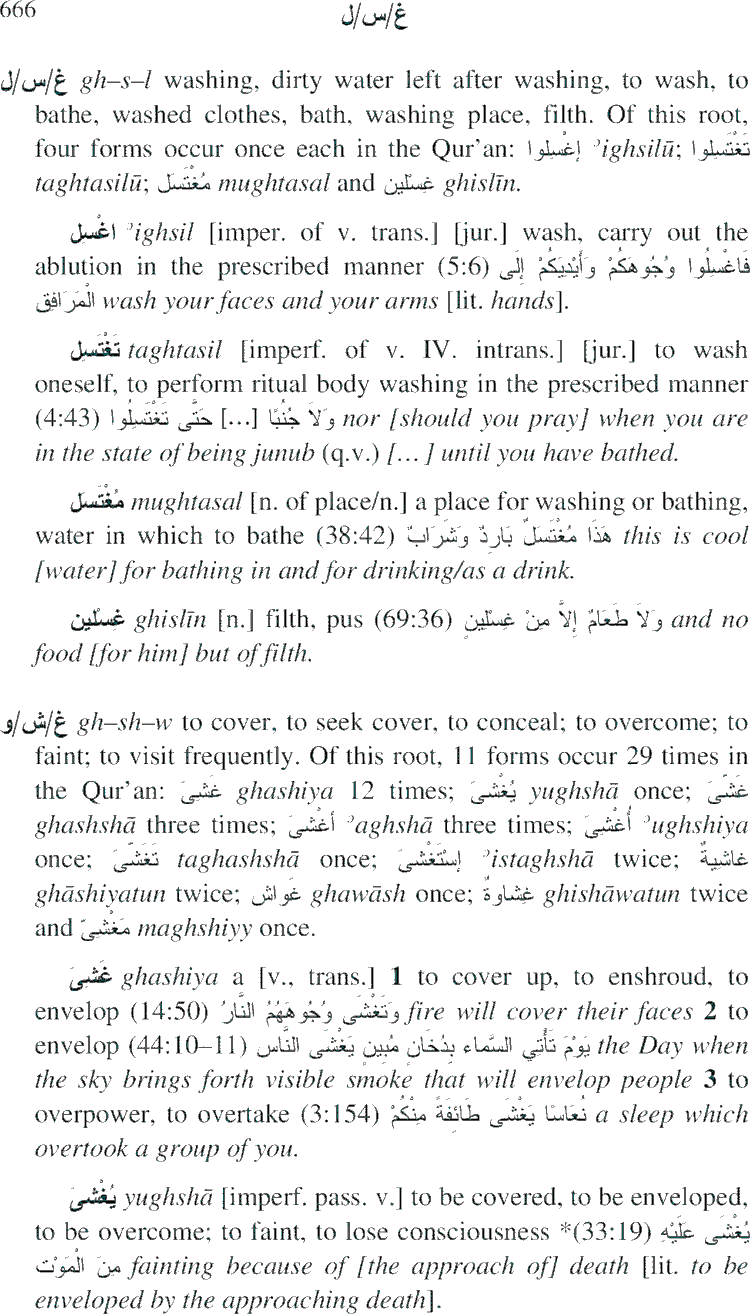 666
غ/س/ل
غ/س/ل gh–s–l washing, dirty water left after washing, to wash, to
bathe, washed clothes, bath, washing place, filth. Of this root,
four forms occur once each in the Qur’an: إغْسِلوا ʾighsilū; تَغْتَسِلوا
taghtasilū; مُغْتَسَل mughtasal and غِسْلين ghislīn.
اغْسِل ʾighsil [imper. of v. trans.] [jur.] wash, carry out the
ablution in the prescribed manner (5:6) فَاغْسِلُوا وُجُوهَكُمْ وَأَيْدِيَكُمْ إِلَى
الْمَرَافِقِ wash your faces and your arms [lit. hands].
تَغْتَسِل taghtasil [imperf. of v. IV. intrans.] [jur.] to wash
oneself, to perform ritual body washing in the prescribed manner
(4:43) وَلاَ جُنُبًا [...] حَتَّى تَغْتَسِلُوا nor [should you pray] when you are
in the state of being junub (q.v.) [... ] until you have bathed.
مُغْتَسَل mughtasal [n. of place/n.] a place for washing or bathing,
water in which to bathe (38:42) هَذَا مُغْتَسَلٌ بَارِدٌ وَشَرَابٌ this is cool
[water] for bathing in and for drinking/as a drink.
غِسْلين ghislīn [n.] filth, pus (69:36) وَلاَ طَعَامٌ إِلاَّ مِنْ غِسْلِينٍ and no
food [for him] but of filth.
غ/ش/و gh–sh–w to cover, to seek cover, to conceal; to overcome; to
faint; to visit frequently. Of this root, 11 forms occur 29 times in
the Qur’an: غَشىَِ ghashiya 12 times; يُغْشىَ yughshā once; غَشَّىَ
ghashshā three times; أَغْشىَ ʾaghshā three times; أُغْشىَِ ʾughshiya
once; تَغَشَّىَ taghashshā once; إسْتَغْشىَ ʾistaghshā twice; غاشِيةٌ
ghāshiyatun twice; غَواشٍ ghawāsh once; غِشاوةٌ ghishāwatun twice
and مَغْشىّ maghshiyy once.
غَشىَِ ghashiya a [v., trans.] 1 to cover up, to enshroud, to
envelop (14:50) وَتَغْشَى وُجُوهَهُمُ النَّارُ fire will cover their faces 2 to
envelop (44:10–11) يَوْمَ تَأْتِي السَّماء بِدُخَانٍ مُبِينٍ يَغْشَى النَّاسَ the Day when
the sky brings forth visible smoke that will envelop people 3 to
overpower, to overtake (3:154) نُعَاسًا يَغْشَى طَائِفَةً مِنْكُمْ a sleep which
overtook a group of you.
يُغْشىَ yughshā [imperf. pass. v.] to be covered, to be enveloped,
to be overcome; to faint, to lose consciousness *(33:19) يُغْشَى عَلَيْهِ
مِنَ الْمَوْتِ fainting because of [the approach of] death [lit. to be
enveloped by the approaching death].